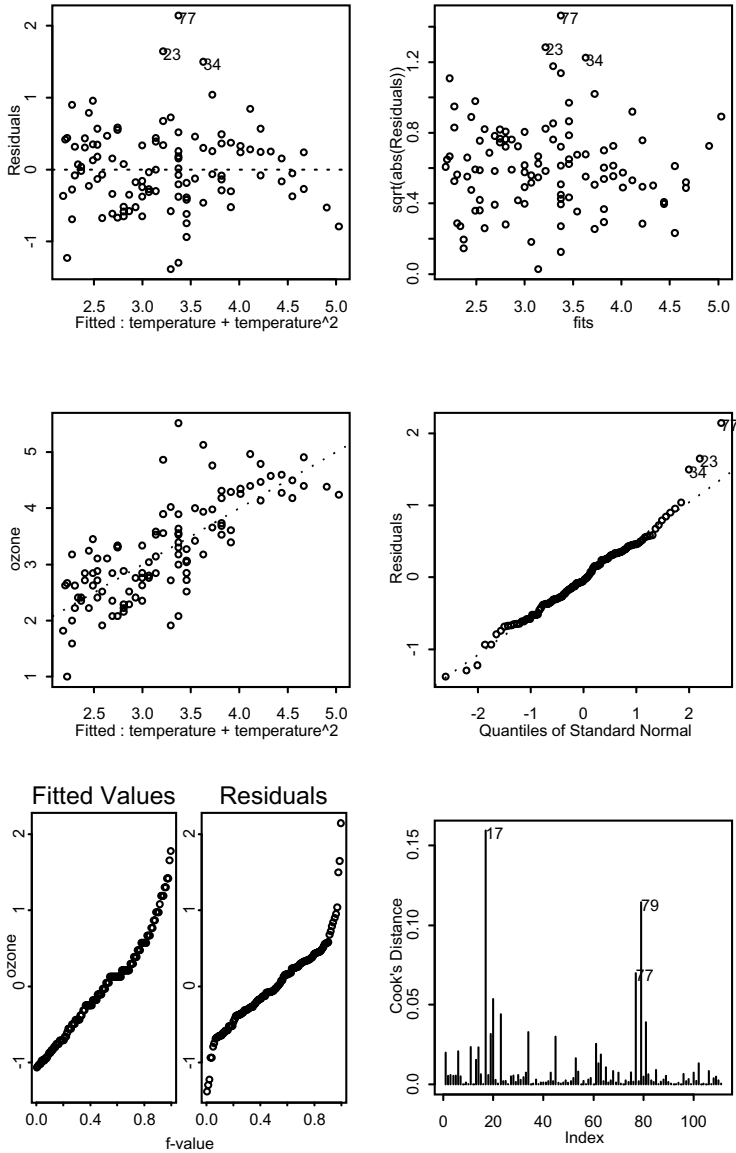 Residuals
2
1
0
-1
77
23
34
2.5 3.0 3.5 4.0 4.5 5.0
Fitted : temperature + temperature^2
sqrt(abs(Residuals))
1.2
0.8
0.4
0.0
77
23
34
2.5 3.0 3.5 4.0 4.5 5.0
fits
ozone
5
4
3
2
1
2.5 3.0 3.5 4.0 4.5 5.0
Fitted : temperature + temperature^2
Residuals
2
1
0
-1
77
23
34
-2 -1 0 1 2
Quantiles of Standard Normal
Fitted Values Residuals
ozone
2
1
0
-1
2
1
0
-1
0.0 0.4 0.8
0.0 0.4 0.8
f-value
Cook's Distance
0.15
0.10
0.05
0.0
17
79
77
0 20 40 60 80 100
Index